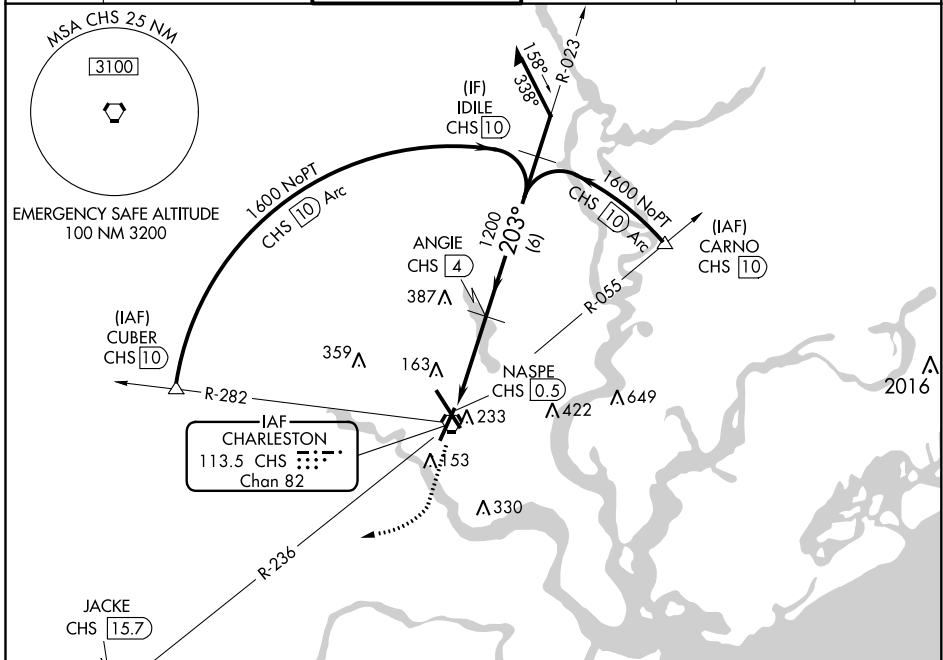 MSA CHS 25 NM
3100
EMERGENCY SAFE ALTITUDE
100 NM 3200
158°
338°
R-023
(IF)
IDILE
CHS 10
1600 NoPT
CHS 10 Arc
1600 NoPT
CHS 10 Arc
(IAF)
CARNO
CHS 10
1200
203°
(6)
ANGIE
CHS 4
387
R-055
(IAF)
CUBER
CHS 10
359
163
NASPE
CHS 0.5
649
2016
R-282
233
422
IAF
CHARLESTON
113.5 CHS
Chan 82
153
330
R-236
JACKE
CHS 15.7